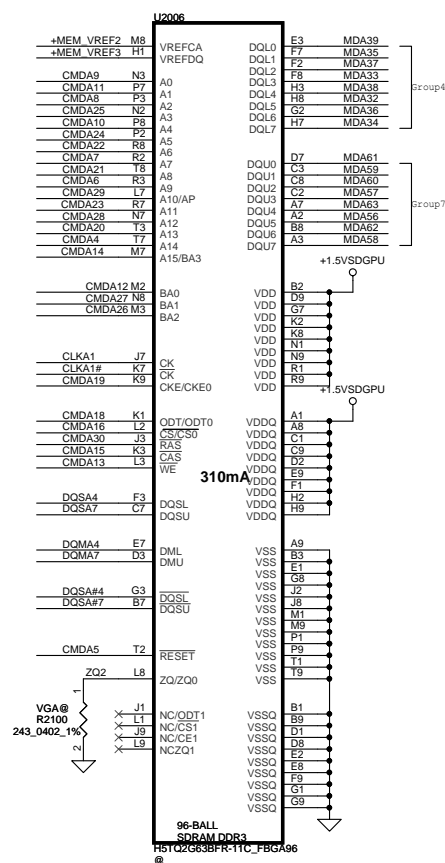 U2006
+MEM_VREF2 M8 VREFCA DQL0 E3 MDA39
+MEM_VREF3 H1 VREFDQ DQL1 F7 MDA35
DQL2 F2 MDA37
CMDA9 N3 A0 DQL3 F8 MDA33
CMDA11 P7 A1 DQL4 H3 MDA38
CMDA8 P3 A2 DQL5 H8 MDA32
CMDA25 N2 A3 DQL6 G2 MDA36
CMDA10 P8 A4 DQL7 H7 MDA34
Group4
CMDA24 P2 A5
CMDA22 R8 A6
CMDA7 R2 A7 DQU0 D7 MDA61
CMDA21 T8 A8 DQU1 C3 MDA59
CMDA6 R3 A9 DQU2 C8 MDA60
CMDA29 L7 A10/AP DQU3 C2 MDA57
CMDA23 R7 A11 DQU4 A7 MDA63
CMDA28 N7 A12 DQU5 A2 MDA56
CMDA20 T3 A13 DQU6 B8 MDA62
CMDA4 T7 A14 DQU7 A3 MDA58
Group7
CMDA14 M7 A15/BA3
+1.5VSDGPU
CMDA12 M2 BA0 VDD B2
CMDA27 N8 BA1 VDD D9
CMDA26 M3 BA2 VDD G7
VDD K2
VDD K8
VDD N1
CLKA1 J7 CK VDD N9
CLKA1# K7 CK VDD R1
CMDA19 K9 CKE/CKE0 VDD R9
+1.5VSDGPU
CMDA18 K1 ODT/ODT0 VDDQ A1
CMDA16 L2 CS/CS0 VDDQ A8
CMDA30 J3 RAS VDDQ C1
CMDA15 K3 CAS VDDQ C9
CMDA13 L3 WE VDDQ D2
310mA
VDDQ E9
VDDQ F1
DQSA4 F3 DQSL VDDQ H2
DQSA7 C7 DQSU VDDQ H9
DQMA4 E7 DML VSS A9
DQMA7 D3 DMU VSS B3
VSS E1
VSS G8
DQSA#4 G3 DQSL VSS J2
DQSA#7 B7 DQSU VSS J8
VSS M1
VSS M9
VSS P1
CMDA5 T2 RESET VSS P9
VSS T1
ZQ2 L8 ZQ/ZQ0 VSS T9
1
VGA@
R2100
243_0402_1%
2
J1 NC/ODT1 VSSQ B1
L1 NC/CS1 VSSQ B9
J9 NC/CE1 VSSQ D1
L9 NCZQ1 VSSQ D8
VSSQ E2
VSSQ E8
VSSQ F9
VSSQ G1
VSSQ G9
96-BALL
SDRAM DDR3
H5TQ2G63BFR-11C_FBGA96
@